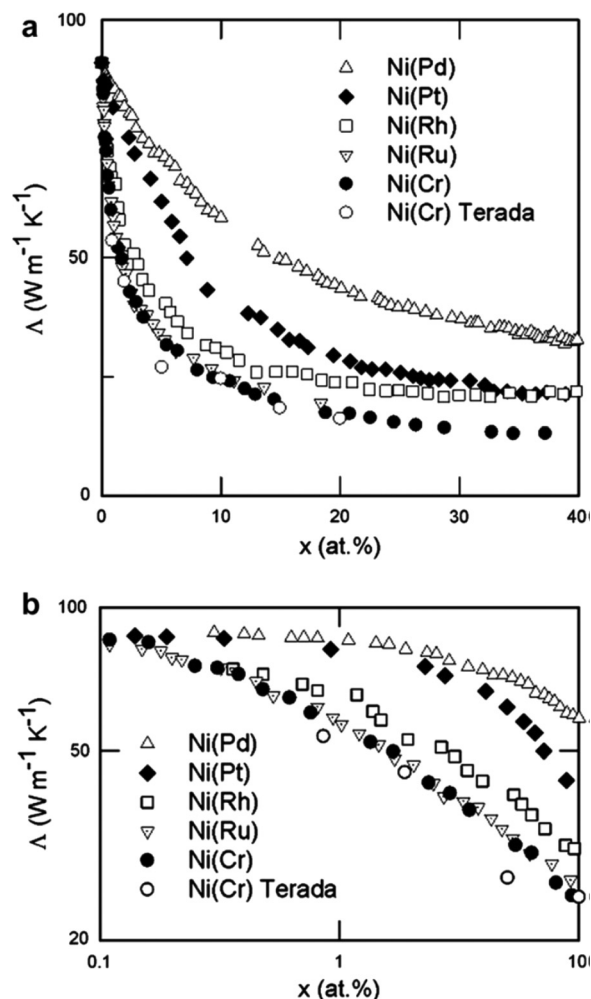 a
100
Λ (W m⁻¹ K⁻¹)
50
0
Ni(Pd)
Ni(Pt)
Ni(Rh)
Ni(Ru)
Ni(Cr)
Ni(Cr) Terada
0 10 20 30 40
x (at.%)
b
100
Λ (W m⁻¹ K⁻¹)
50
20
Ni(Pd)
Ni(Pt)
Ni(Rh)
Ni(Ru)
Ni(Cr)
Ni(Cr) Terada
0.1 1 10
x (at.%)